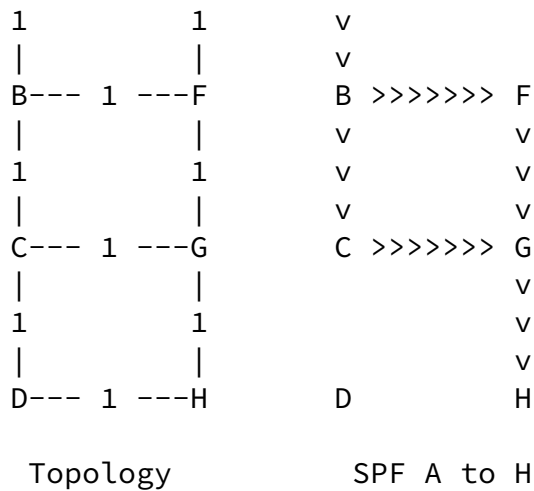 1         1      v
|         |      v
B--- 1 ---F      B >>>>>>> F
|         |      v         v
1         1      v         v
|         |      v         v
C--- 1 ---G      C >>>>>>> G
|         |                v
1         1                v
|         |                v
D--- 1 ---H      D         H
Topology          SPF A to H